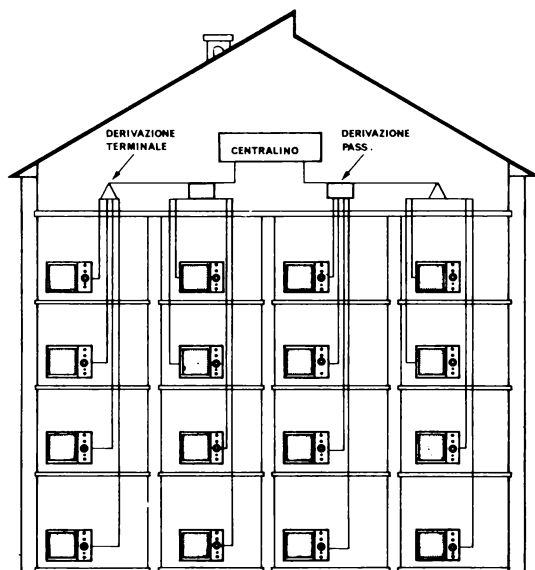 DERIVAZIONE
TERMINALE
CENTRALINO
DERIVAZIONE
PASS.